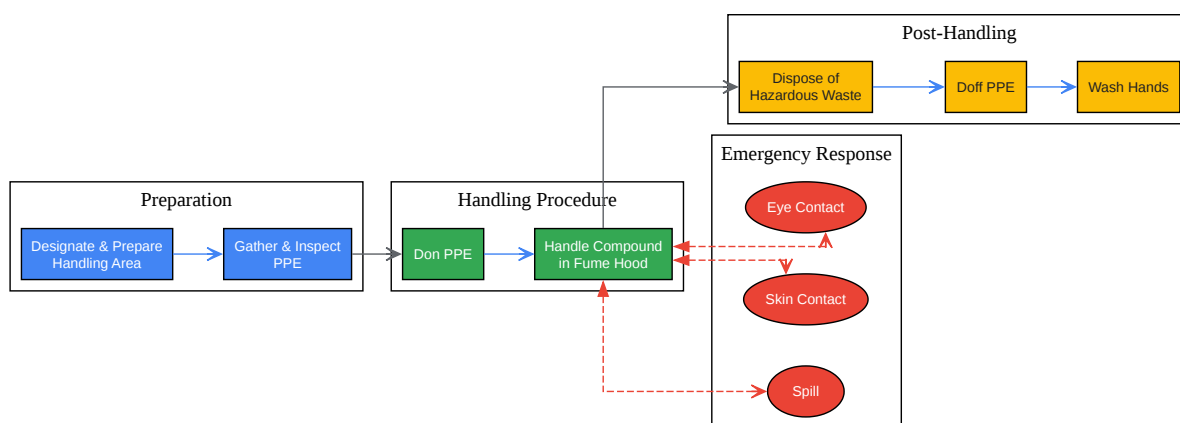 Post-Handling
Dispose of
Hazardous Waste
Doff PPE
Wash Hands
Emergency Response
Eye Contact
Skin Contact
Spill
Preparation
Designate & Prepare
Handling Area
Gather & Inspect
PPE
Handling Procedure
Don PPE
Handle Compound
in Fume Hood